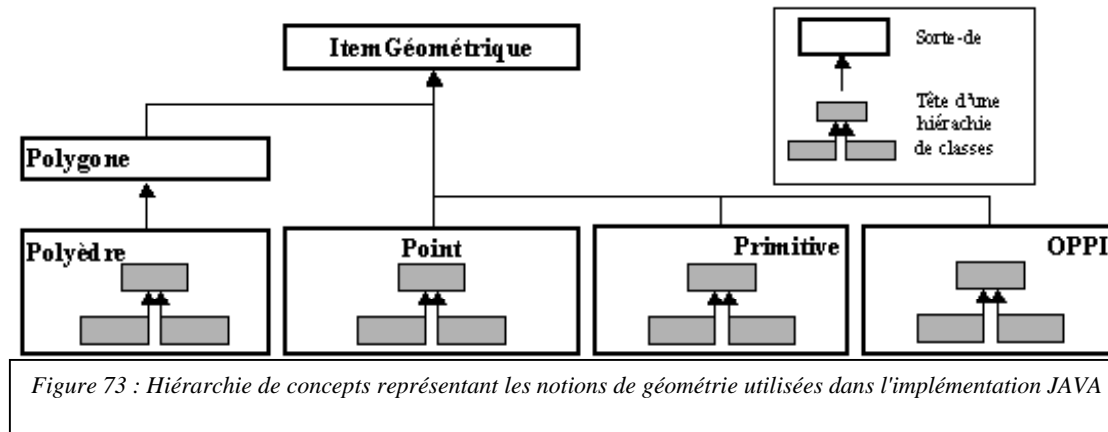 ItemGéométrique
Sorte-de
Tête d'une
hiérachie
de classes
Polygone
Polyèdre
Point
Primitive
OPPI
Figure 73 : Hiérarchie de concepts représentant les notions de géométrie utilisées dans l'implémentation JAVA